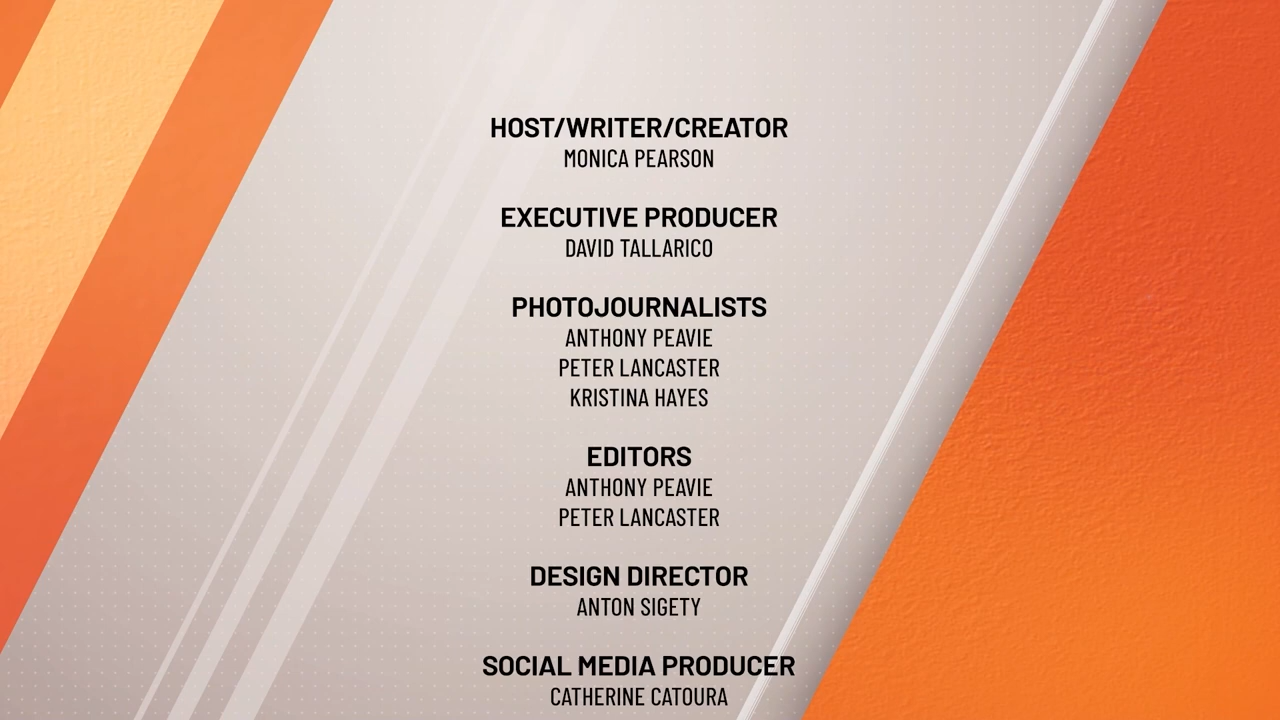 HOST/WRITER/CREATOR
MONICA PEARSON
EXECUTIVE PRODUCER
DAVID TALLARICO
PHOTOJOURNALISTS
ANTHONY PEAVIE
PETER LANCASTER
KRISTINA HAYES
EDITORS
ANTHONY PEAVIE
PETER LANCASTER
DESIGN DIRECTOR
ANTON SIGETY
SOCIAL MEDIA PRODUCER
CATHERINE CATOURA